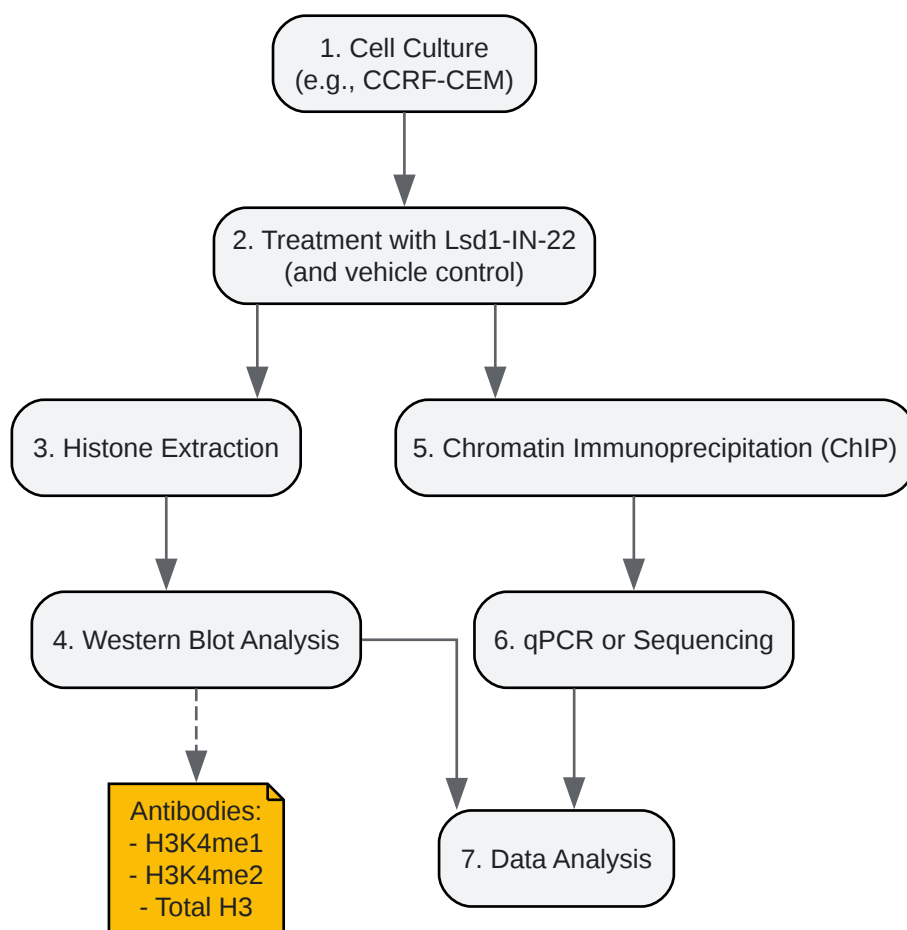 1. Cell Culture
(e.g., CCRF-CEM)
2. Treatment with Lsd1-IN-22
(and vehicle control)
3. Histone Extraction
5. Chromatin Immunoprecipitation (ChIP)
4. Western Blot Analysis
6. qPCR or Sequencing
Antibodies:
- H3K4me1
- H3K4me2
- Total H3
7. Data Analysis